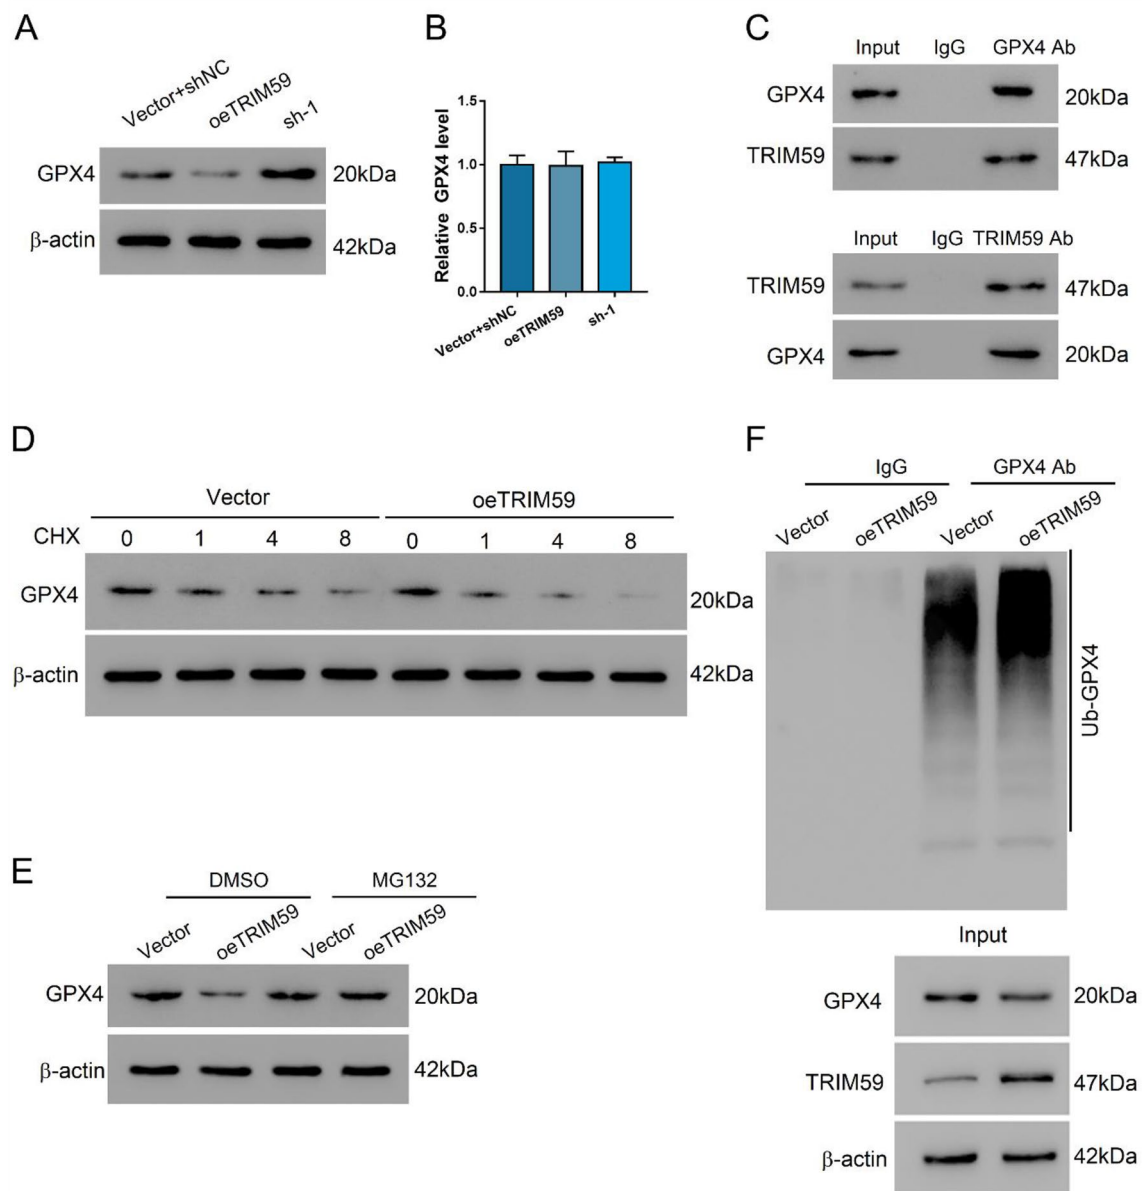 A
Vector+shNC oeTRIM59 sh-1
GPX4 20kDa
β-actin 42kDa
B
Relative GPX4 level
1.5
1.0
0.5
0.0
Vector+shNC oeTRIM59 sh-1
C
Input IgG GPX4 Ab
GPX4 20kDa
TRIM59 47kDa
Input IgG TRIM59 Ab
TRIM59 47kDa
GPX4 20kDa
D
Vector oeTRIM59
CHX 0 1 4 8 0 1 4 8
GPX4 20kDa
β-actin 42kDa
E
DMSO MG132
Vector oeTRIM59 Vector oeTRIM59
GPX4 20kDa
β-actin 42kDa
F
IgG GPX4 Ab
Vector oeTRIM59 Vector oeTRIM59
Ub-GPX4
Input
GPX4 20kDa
TRIM59 47kDa
β-actin 42kDa